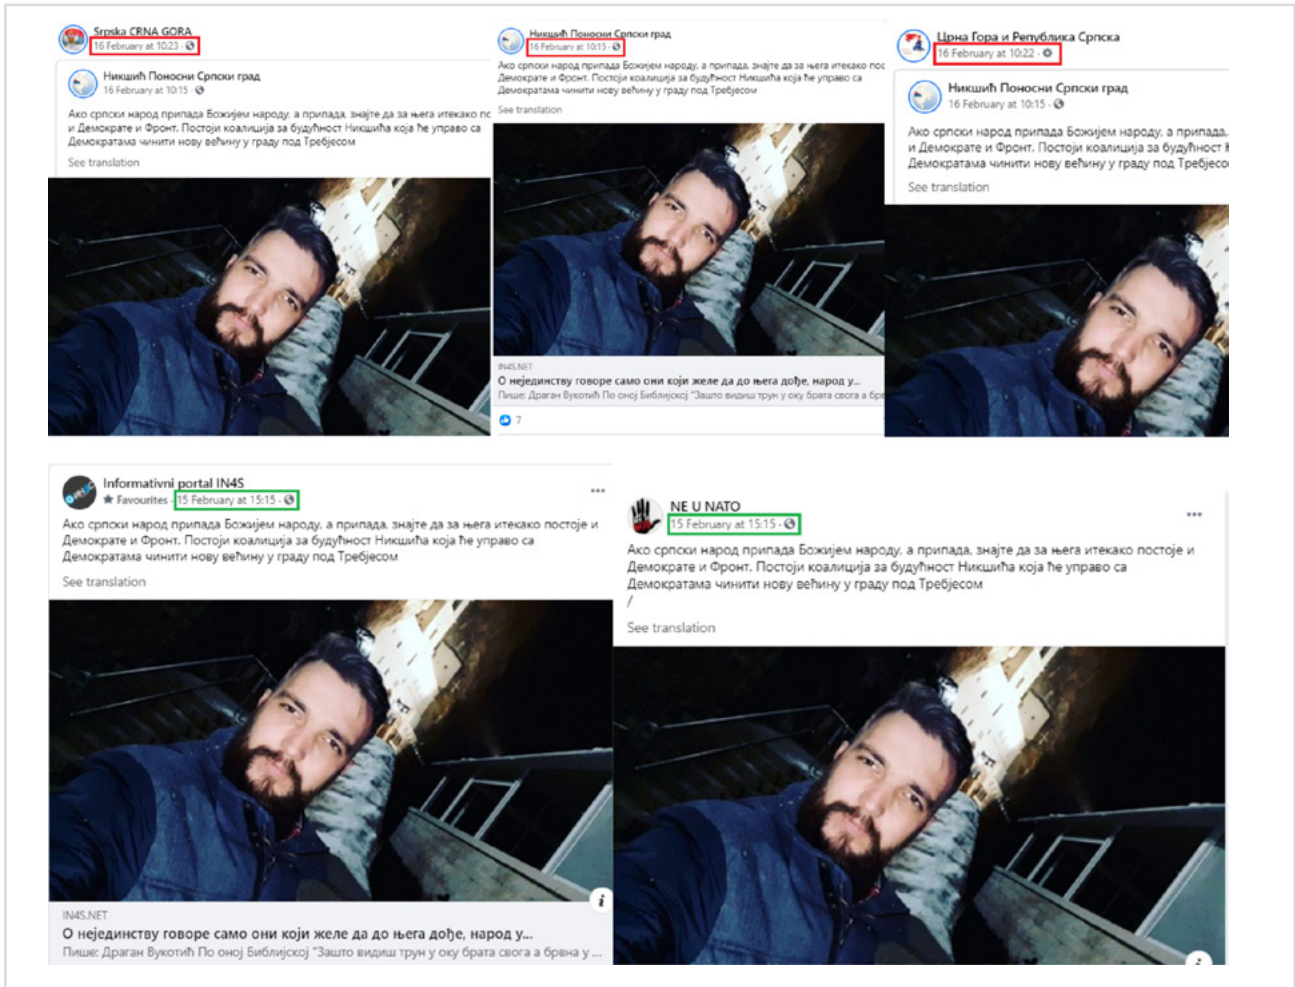 Srpska CRNA GORA
16 February at 10:23 ·
Никшић Поносни Српски град
16 February at 10:15 ·
Ако српски народ припада Божијем народу, а припада, знајте да за њега итекако пс
и Демократе и Фронт. Постоји коалиција за будућност Никшића која ће управо са
Демократама чинити нову већину у граду под Требјесом
See translation
Никшић Поносни Српски град
16 February at 10:15 ·
Ако српски народ припада Божијем народу, а припада, знајте да за њега итекако пос
Демократе и Фронт. Постоји коалиција за будућност Никшића која ће управо са
Демократама чинити нову већину у граду под Требјесом
See translation
IN4S.NET
О нејединству говоре само они који желе да до њега дође, народ у...
Пише: Драган Вукотић По оној Библијској "Зашто видиш трун у оку брата свога а брв
7
Црна Гора и Република Српска
16 February at 10:22 ·
Никшић Поносни Српски град
16 February at 10:15 ·
Ако српски народ припада Божијем народу, а припада,
и Демократе и Фронт. Постоји коалиција за будућност Н
Демократама чинити нову већину у граду под Требјесо
See translation
Informativni portal IN4S
Favourites · 15 February at 15:15 ·
Ако српски народ припада Божијем народу, а припада, знајте да за њега итекако постоје и
Демократе и Фронт. Постоји коалиција за будућност Никшића која ће управо са
Демократама чинити нову већину у граду под Требјесом
See translation
IN4S.NET
О нејединству говоре само они који желе да до њега дође, народ у...
Пише: Драган Вукотић По оној Библијској "Зашто видиш трун у оку брата свога а брвна у ...
NE U NATO
15 February at 15:15 ·
Ако српски народ припада Божијем народу, а припада, знајте да за њега итекако постоје и
Демократе и Фронт. Постоји коалиција за будућност Никшића која ће управо са
Демократама чинити нову већину у граду под Требјесом
/
See translation